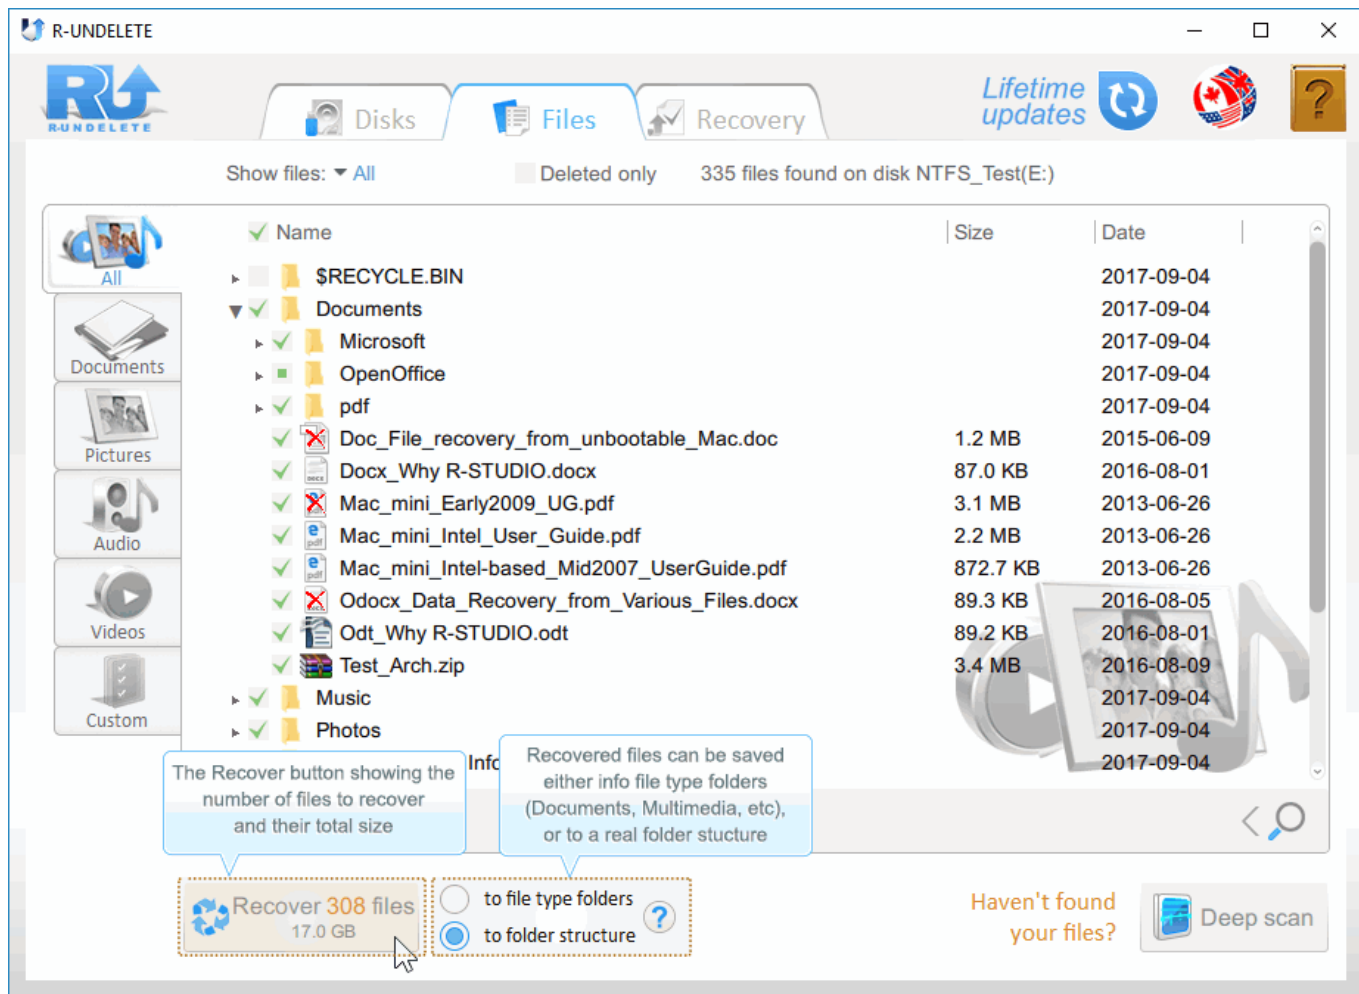 R-UNDELETE
RU
R-UNDELETE
Disks
Files
Recovery
Lifetime
updates
?
Show files: All
Deleted only
335 files found on disk NTFS_Test(E:)
Name Size Date
All
Documents
Pictures
Audio
Videos
Custom
$RECYCLE.BIN 2017-09-04
Documents 2017-09-04
Microsoft 2017-09-04
OpenOffice 2017-09-04
pdf 2017-09-04
Doc_File_recovery_from_unbootable_Mac.doc 1.2 MB 2015-06-09
Docx_Why R-STUDIO.docx 87.0 KB 2016-08-01
Mac_mini_Early2009_UG.pdf 3.1 MB 2013-06-26
Mac_mini_Intel_User_Guide.pdf 2.2 MB 2013-06-26
Mac_mini_Intel-based_Mid2007_UserGuide.pdf 872.7 KB 2013-06-26
Odocx_Data_Recovery_from_Various_Files.docx 89.3 KB 2016-08-05
Odt_Why R-STUDIO.odt 89.2 KB 2016-08-01
Test_Arch.zip 3.4 MB 2016-08-09
Music 2017-09-04
Photos 2017-09-04
Info 2017-09-04
The Recover button showing the
number of files to recover
and their total size
Recovered files can be saved
either info file type folders
(Documents, Multimedia, etc),
or to a real folder stucture
Recover 308 files
17.0 GB
to file type folders
to folder structure
?
Haven't found
your files?
Deep scan